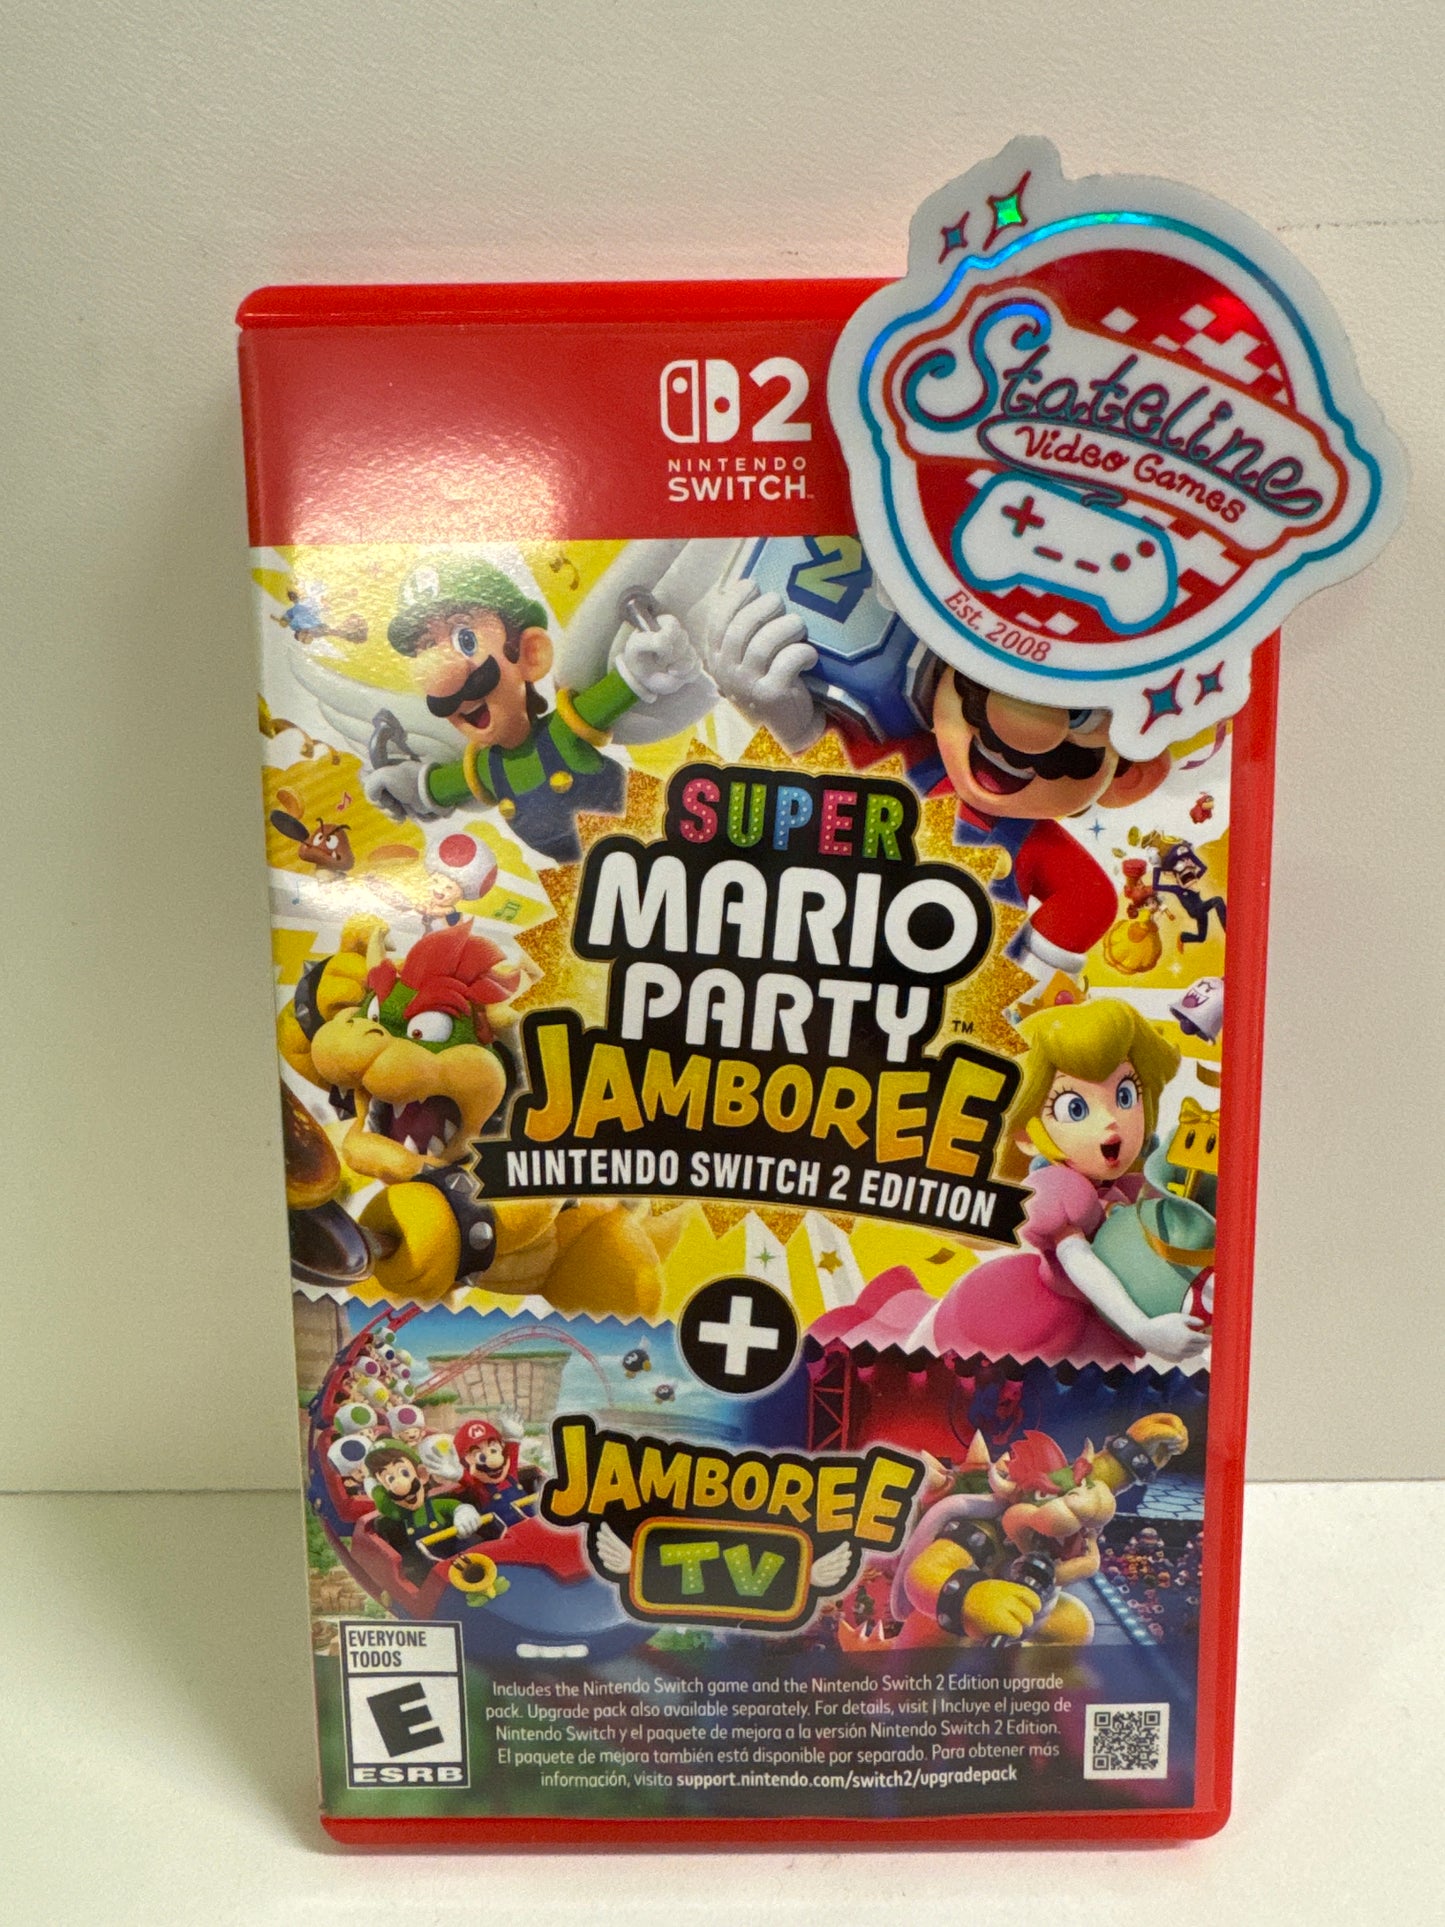 2
NINTENDO
SWITCH™
Stateline
Video Games
Est. 2008
2
SUPER
MARIO
PARTY™
JAMBOREE
NINTENDO SWITCH 2 EDITION
+
JAMBOREE
TV
EVERYONE
TODOS
E
ESRB
Includes the Nintendo Switch game and the Nintendo Switch 2 Edition upgrade
pack. Upgrade pack also available separately. For details, visit | Incluye el juego de
Nintendo Switch y el paquete de mejora a la versión Nintendo Switch 2 Edition.
El paquete de mejora también está disponible por separado. Para obtener más
información, visita support.nintendo.com/switch2/upgradepack